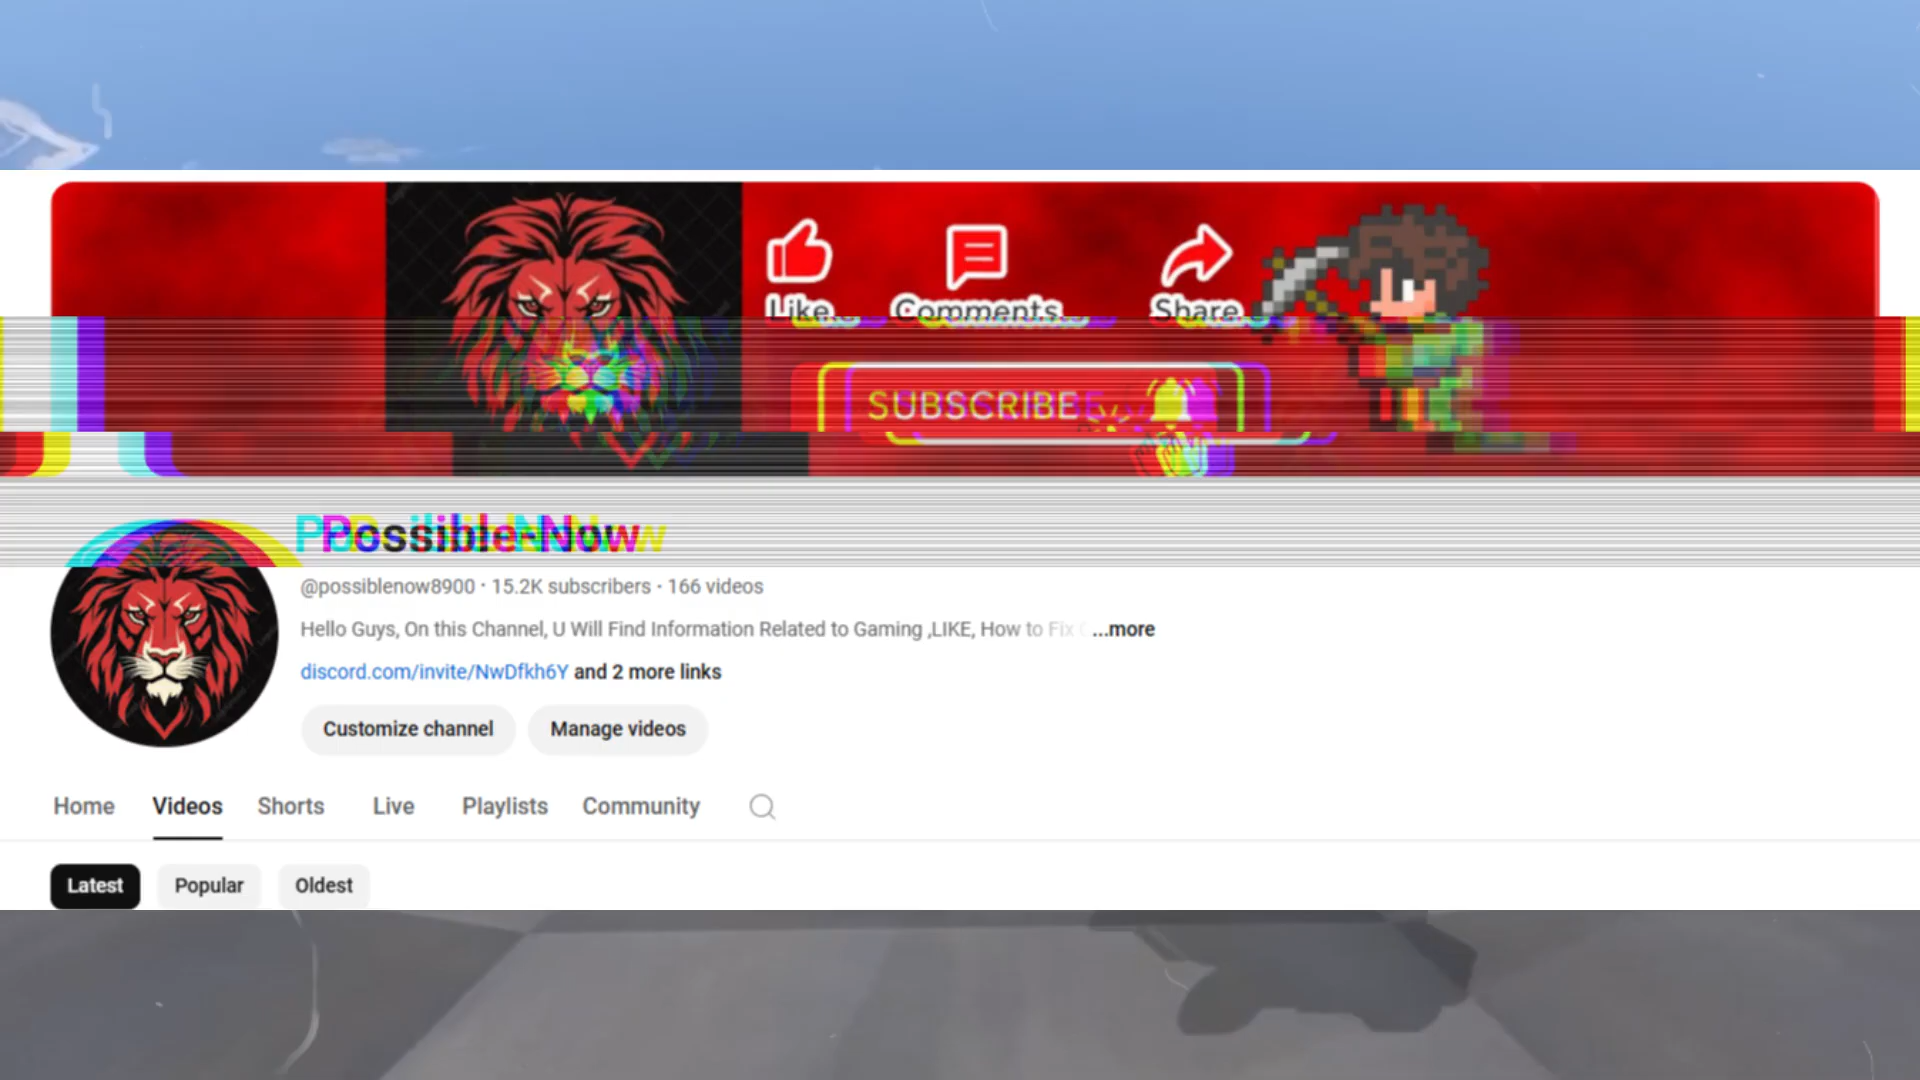 Like Comments Share
SUBSCRIBE
Possible-Now
@possiblenow8900 · 15.2K subscribers · 166 videos
Hello Guys, On this Channel, U Will Find Information Related to Gaming ,LIKE, How to Fix ...more
discord.com/invite/NwDfkh6Y and 2 more links
Customize channel Manage videos
Home Videos Shorts Live Playlists Community
Latest Popular Oldest